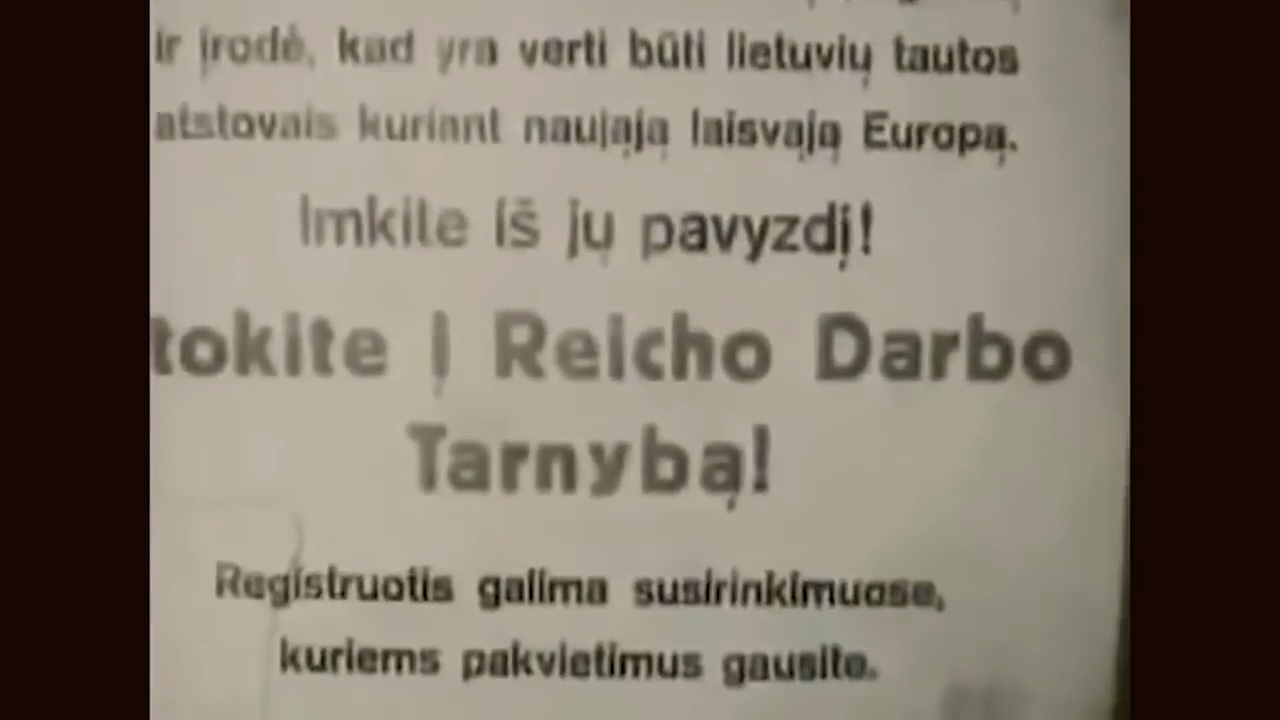 ir įrodė, kad yra verti būti lietuvių tautos
atstovais kuriant naująją laisvąją Europą.
Imkite iš jų pavyzdį!
tokite Į Reicho Darbo
Tarnybą!
Registruotis galima susirinkimuose,
kuriems pakvietimus gausite.